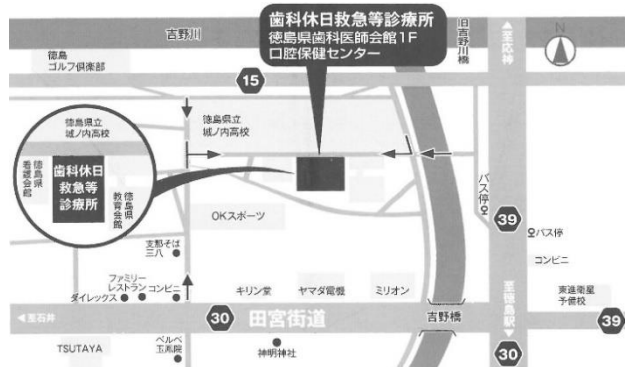 歯科休日救急等診療所
徳島県歯科医師会館1F
口腔保健センター
吉野川
旧吉野川橋
▲至応神
N
徳島
ゴルフ倶楽部
15
徳島県立
城ノ内高校
徳島県立
城ノ内高校
徳島県
看護会館
歯科休日
救急等
診療所
徳島県
教育会館
バス停
39
バス停
コンビニ
OKスポーツ
支那そば
三八
ファミリー
レストラン
コンビニ
ダイレックス
キリン堂
ヤマダ電機
ミリオン
至徳島駅▼
東進衛星
予備校
◀至石井
30
田宮街道
吉野橋
39
TSUTAYA
ベルベ
玉鳳院
神明神社
30